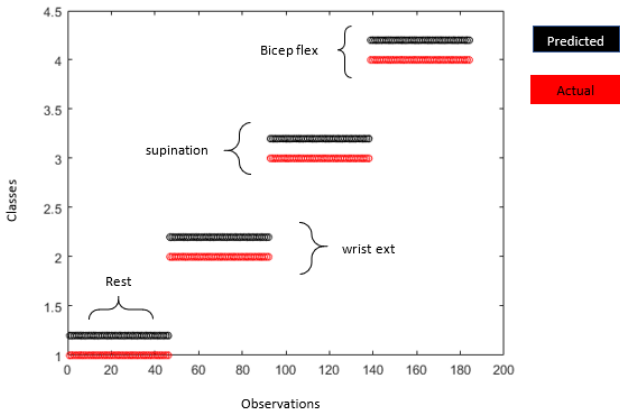 4.5
4
3.5
3
2.5
2
1.5
1
0 20 40 60 80 100 120 140 160 180 200
Classes
Observations
Bicep flex
supination
wrist ext
Rest
Predicted
Actual